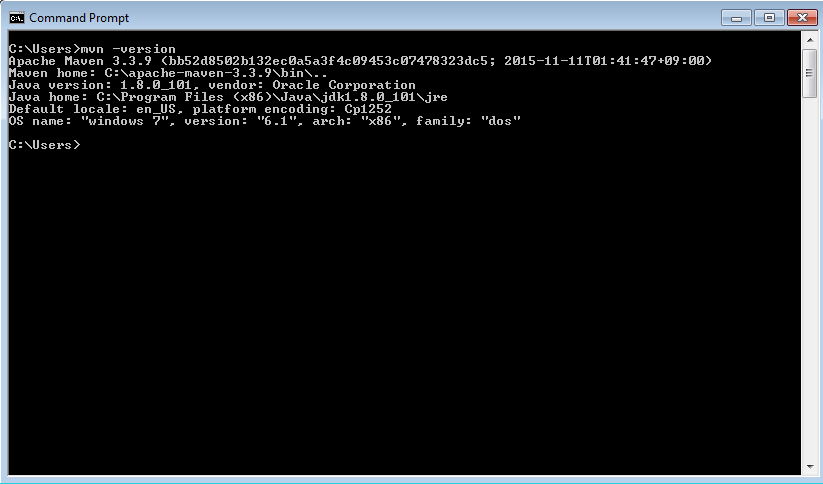 Command Prompt
C:\Users>mvn -version
Apache Maven 3.3.9 (bb52d8502b132ec0a5a3f4c09453c07478323dc5; 2015-11-11T01:41:47+09:00)
Maven home: C:\apache-maven-3.3.9\bin\..
Java version: 1.8.0_101, vendor: Oracle Corporation
Java home: C:\Program Files (x86)\Java\jdk1.8.0_101\jre
Default locale: en_US, platform encoding: Cp1252
OS name: "windows 7", version: "6.1", arch: "x86", family: "dos"
C:\Users>